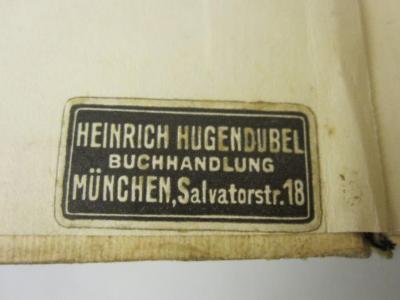 HEINRICH HUGENDUBEL
BUCHHANDLUNG
MÜNCHEN, Salvatorstr. 18